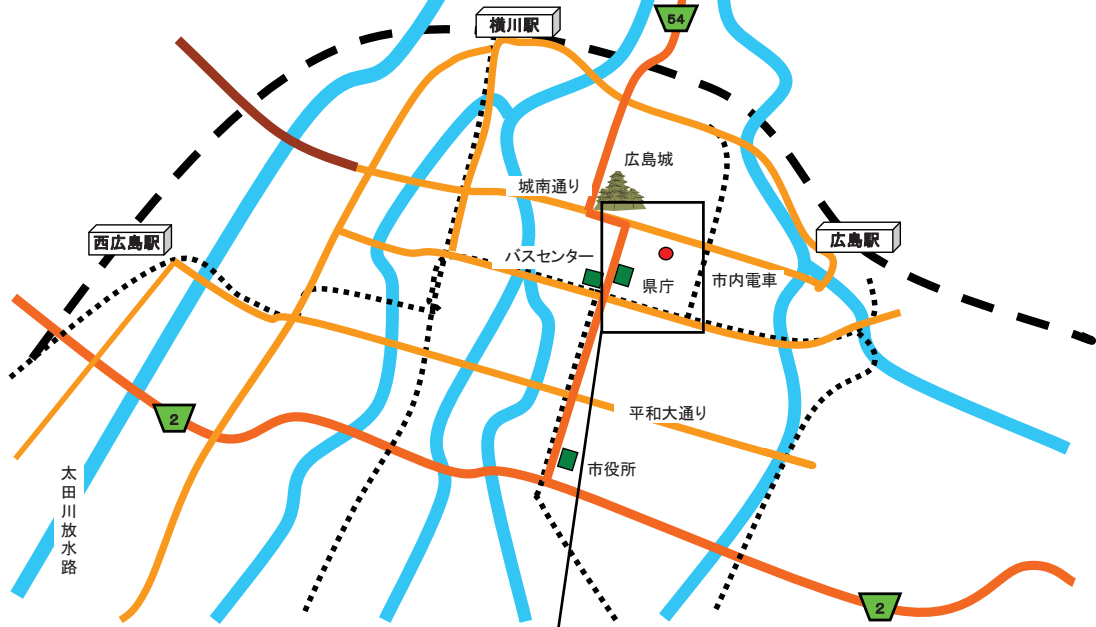 54
横川駅
広島城
城南通り
西広島駅
広島駅
バスセンター
県庁
市内電車
2
平和大通り
市役所
太田川放水路
2